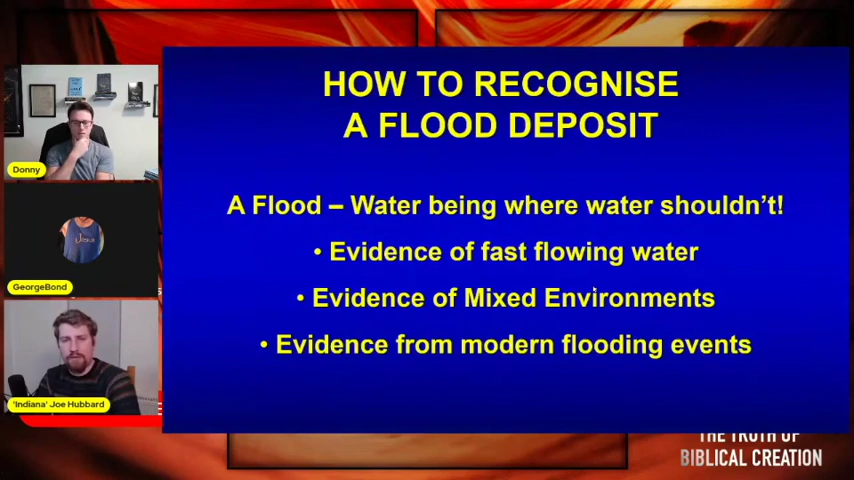 HOW TO RECOGNISE
A FLOOD DEPOSIT
A Flood – Water being where water shouldn't!
• Evidence of fast flowing water
• Evidence of Mixed Environments
• Evidence from modern flooding events
Donny
GeorgeBond
'Indiana' Joe Hubbard
THE TRUTH OF
BIBLICAL CREATION